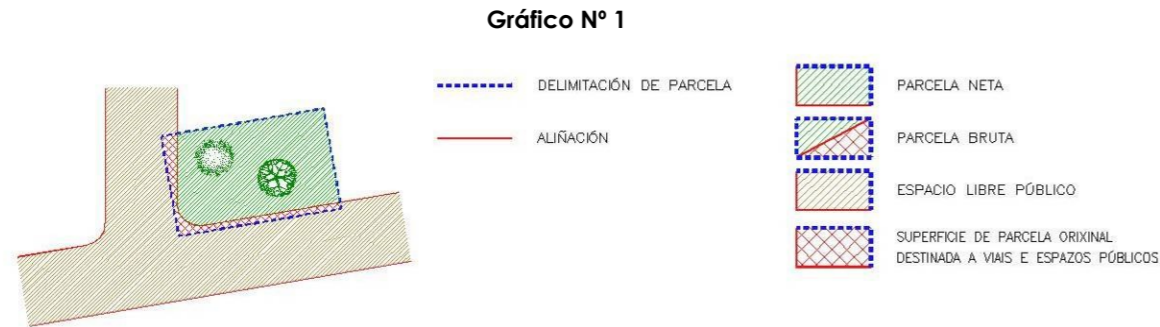 Gráfico Nº 1
DELIMITACIÓN DE PARCELA
ALIÑACIÓN
PARCELA NETA
PARCELA BRUTA
ESPACIO LIBRE PÚBLICO
SUPERFICIE DE PARCELA ORIXINAL
DESTINADA A VIAIS E ESPAZOS PÚBLICOS